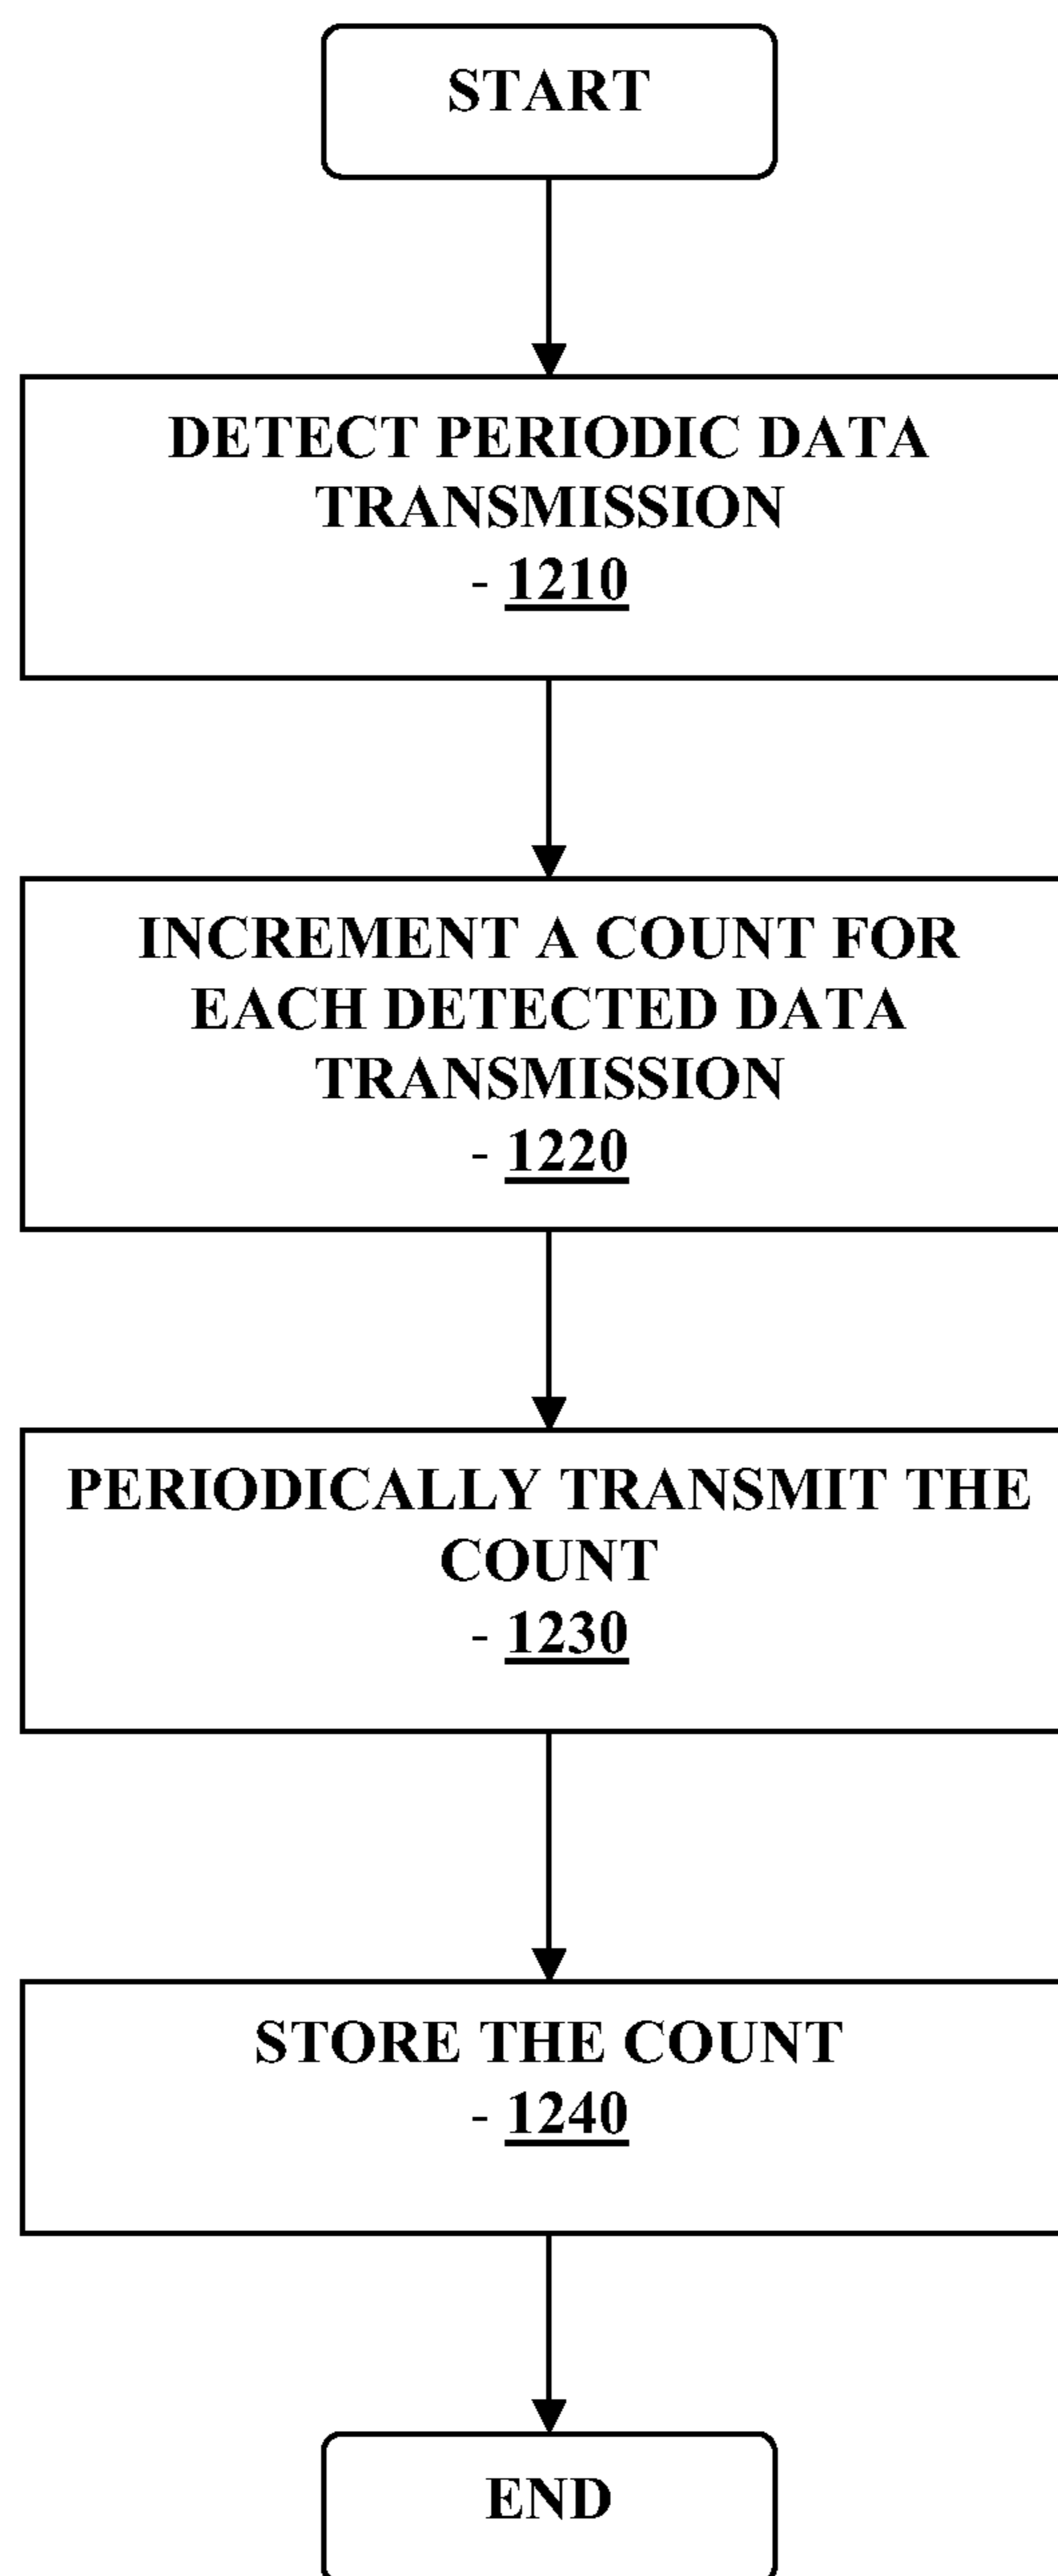 START
DETECT PERIODIC DATA
TRANSMISSION
- 1210
INCREMENT A COUNT FOR
EACH DETECTED DATA
TRANSMISSION
- 1220
PERIODICALLY TRANSMIT THE
COUNT
- 1230
STORE THE COUNT
- 1240
END